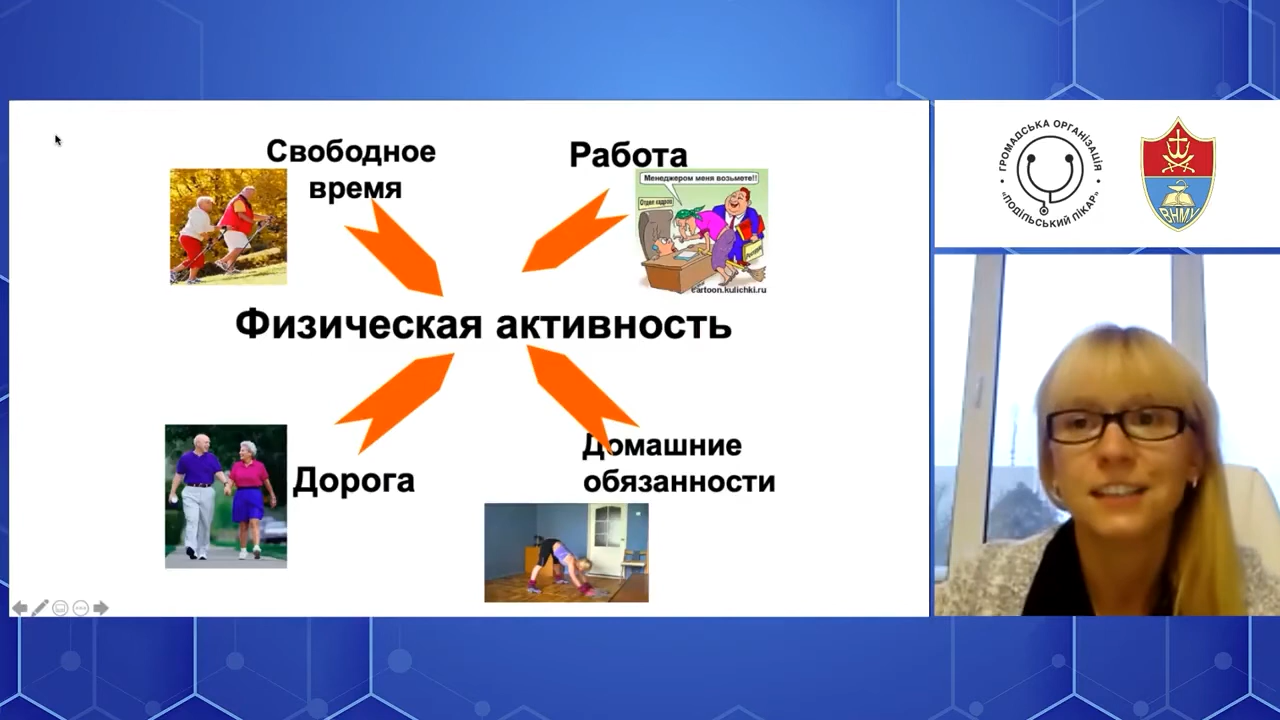 Свободное
время
Работа
Менеджером меня возьмете!!
Отдел кадров
cartoon.kulichki.ru
Физическая активность
Дорога
Домашние
обязанности
ГРОМАДСЬКА ОРГАНІЗАЦІЯ
«ПОДІЛЬСЬКИЙ ЛІКАР»
ВНМУ